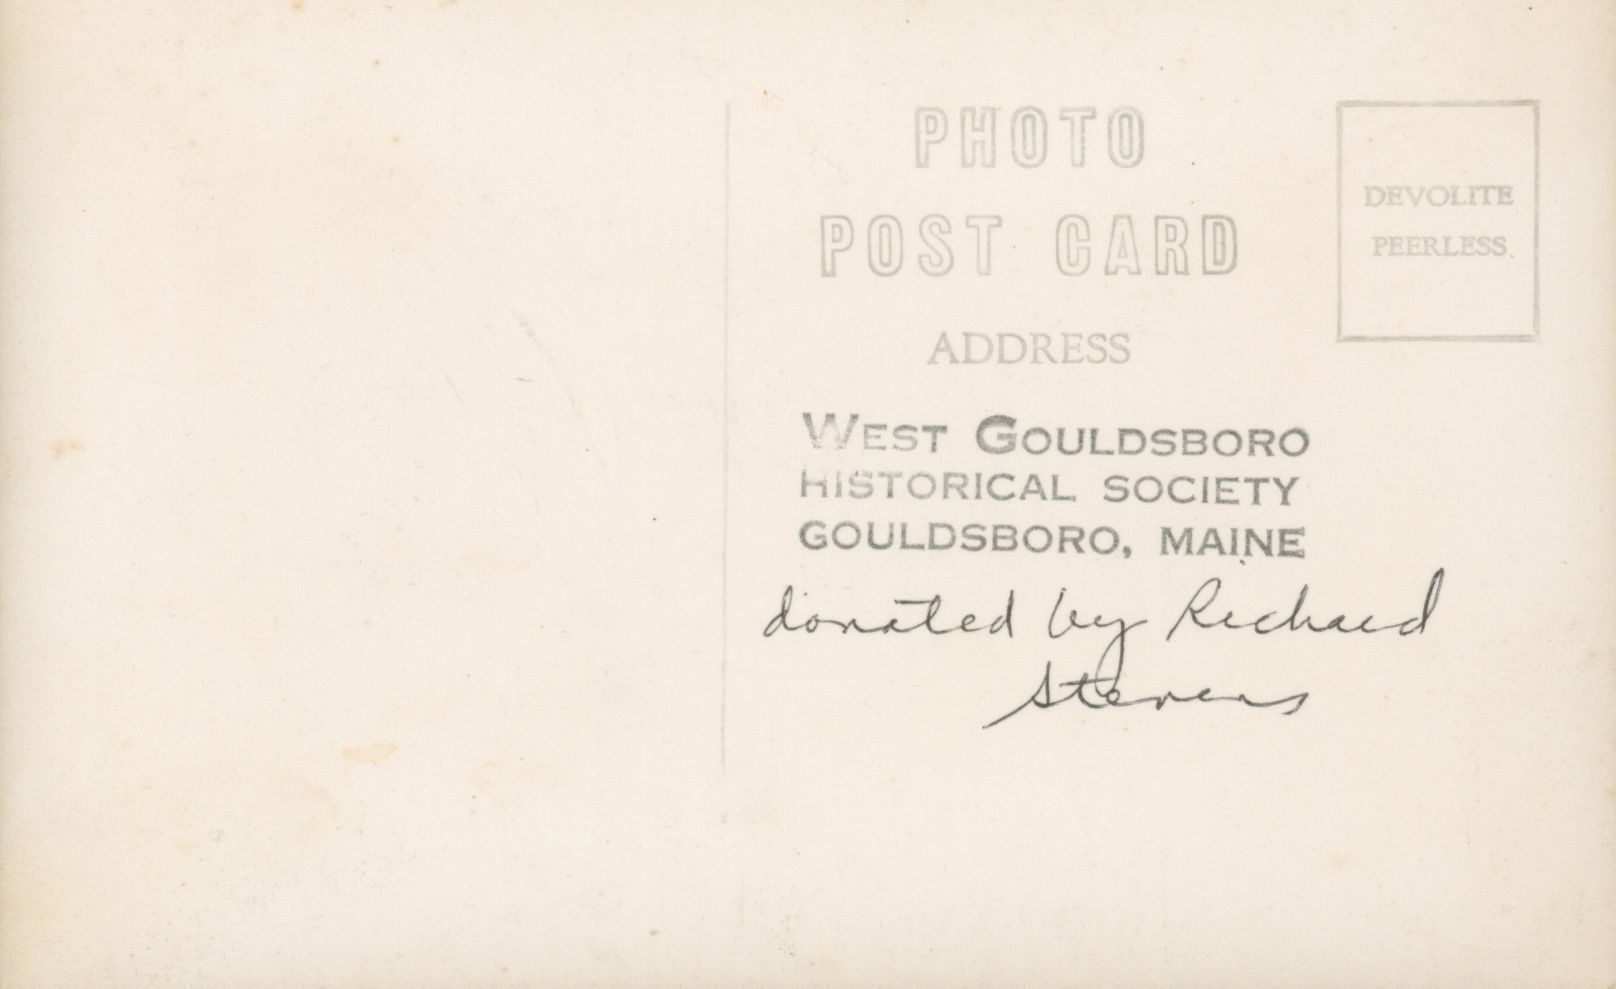 PHOTO
POST CARD
DEVOLITE
PEERLESS
ADDRESS
WEST GOULDSBORO
HISTORICAL SOCIETY
GOULDSBORO, MAINE
donated by Richard
Stevens